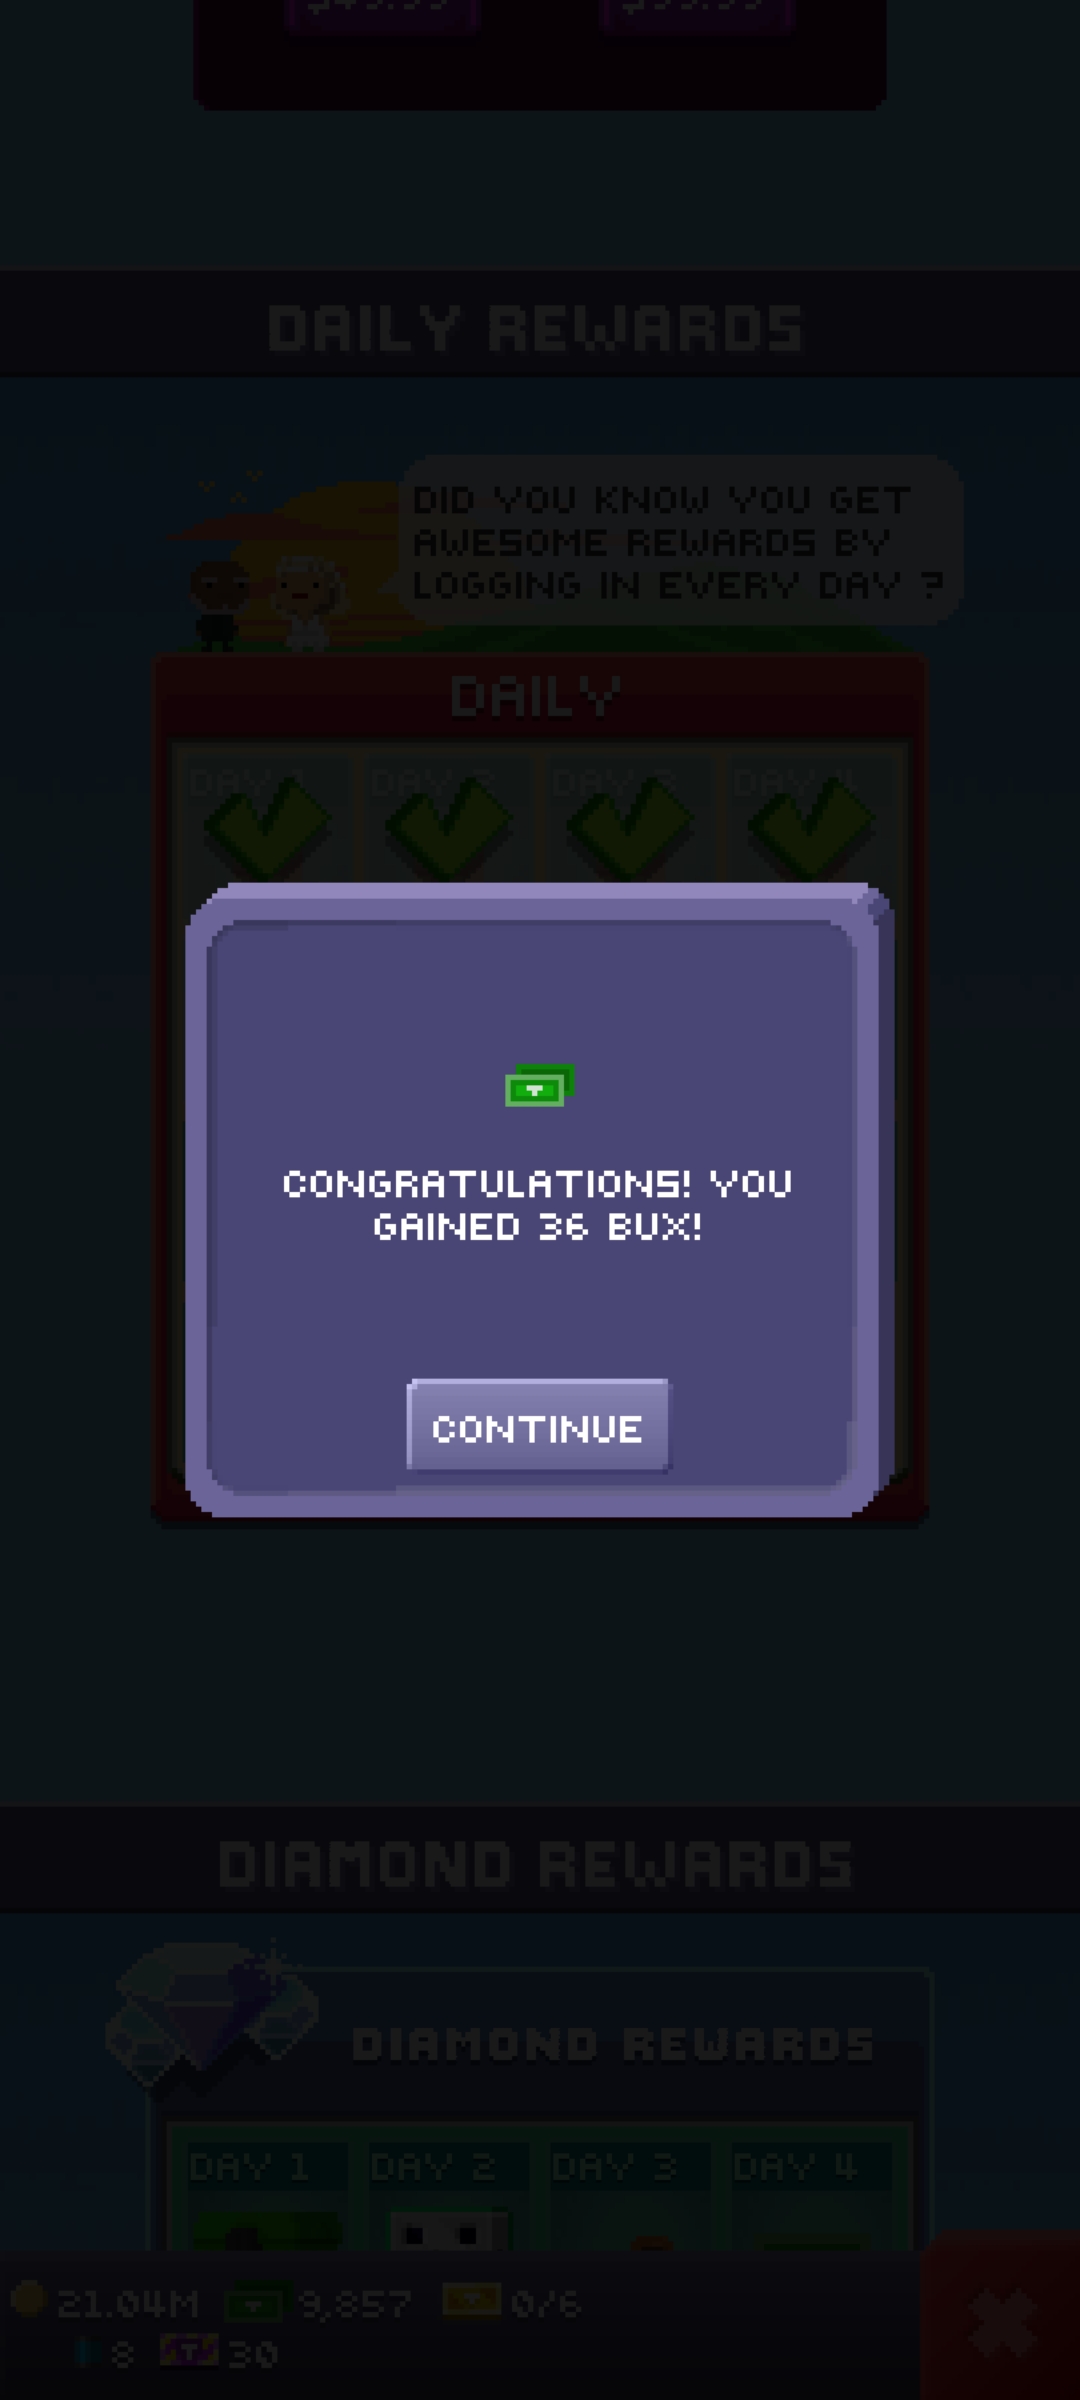 DAILY REWARDS
DID YOU KNOW YOU GET
AWESOME REWARDS BY
LOGGING IN EVERY DAY ?
DAILY
DAY 1 DAY 2 DAY 3 DAY 4
CONGRATULATIONS! YOU
GAINED 36 BUX!
CONTINUE
DIAMOND REWARDS
DIAMOND REWARDS
DAY 1 DAY 2 DAY 3 DAY 4
21.04M 9,857 0/6
8 30